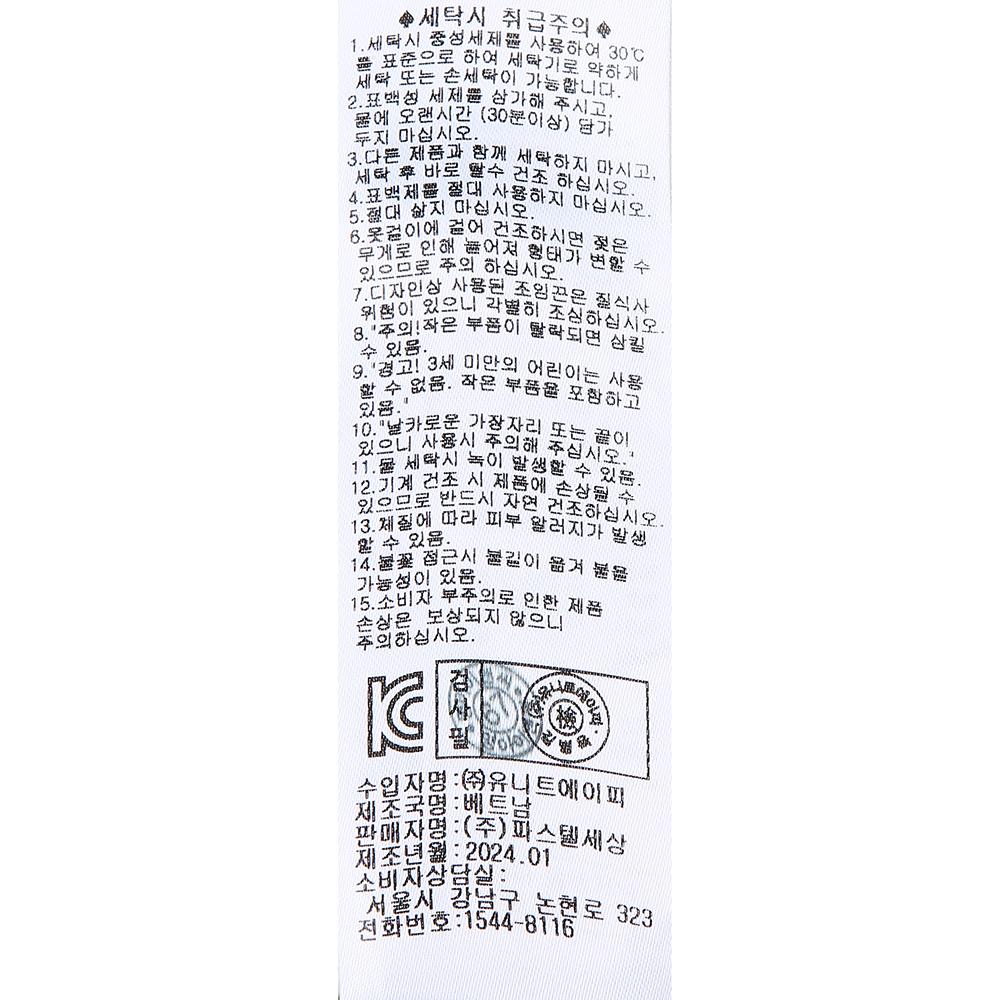 ♠세탁시 취급주의♠
1.세탁시 중성세제를 사용하여 30℃
를 표준으로 하여 세탁기로 약하게
세탁 또는 손세탁이 가능합니다.
2.표백성 세제를 삼가해 주시고,
물에 오랜시간 (30분이상) 담가
두지 마십시오.
3.다른 제품과 함께 세탁하지 마시고,
세탁 후 바로 탈수 건조 하십시오.
4.표백제를 절대 사용하지 마십시오.
5.절대 삶지 마십시오.
6.옷걸이에 걸어 건조하시면 젖은
무게로 인해 늘어져 형태가 변할 수
있으므로 주의 하십시오.
7.디자인상 사용된 조임끈은 질식사
위험이 있으니 각별히 조심하십시오.
8."주의!작은 부품이 탈락되면 삼킬
수 있음.
9."경고! 3세 미만의 어린이는 사용
할 수 없음. 작은 부품을 포함하고
있음."
10."날카로운 가장자리 또는 끝이
있으니 사용시 주의해 주십시오."
11.물 세탁시 녹이 발생할 수 있음.
12.기계 건조 시 제품에 손상될 수
있으므로 반드시 자연 건조하십시오.
13.체질에 따라 피부 알러지가 발생
할 수 있음.
14.불꽃 접근시 불길이 옮겨 붙을
가능성이 있음.
15.소비자 부주의로 인한 제품
손상은 보상되지 않으니
주의하십시오.
KC
검사필
(주)유니트에이피
檢
수입자명:㈜유니트에이피
제조국명:베트남
판매자명:(주)파스텔세상
제조년월:2024.01
소비자상담실:
서울시 강남구 논현로 323
전화번호:1544-8116